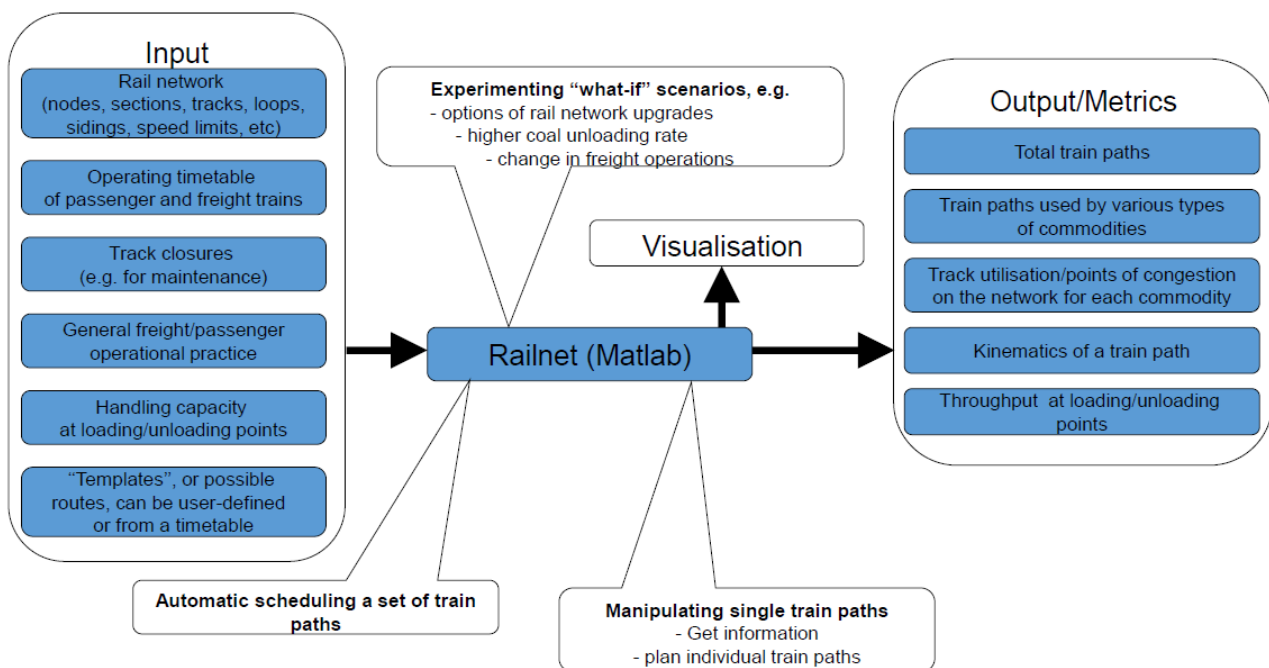 Input
Rail network
(nodes, sections, tracks, loops,
sidings, speed limits, etc)
Operating timetable
of passenger and freight trains
Track closures
(e.g. for maintenance)
General freight/passenger
operational practice
Handling capacity
at loading/unloading points
“Templates”, or possible
routes, can be user-defined
or from a timetable
Experimenting “what-if” scenarios, e.g.
- options of rail network upgrades
- higher coal unloading rate
- change in freight operations
Visualisation
Railnet (Matlab)
Automatic scheduling a set of train
paths
Manipulating single train paths
- Get information
- plan individual train paths
Output/Metrics
Total train paths
Train paths used by various types
of commodities
Track utilisation/points of congestion
on the network for each commodity
Kinematics of a train path
Throughput at loading/unloading
points